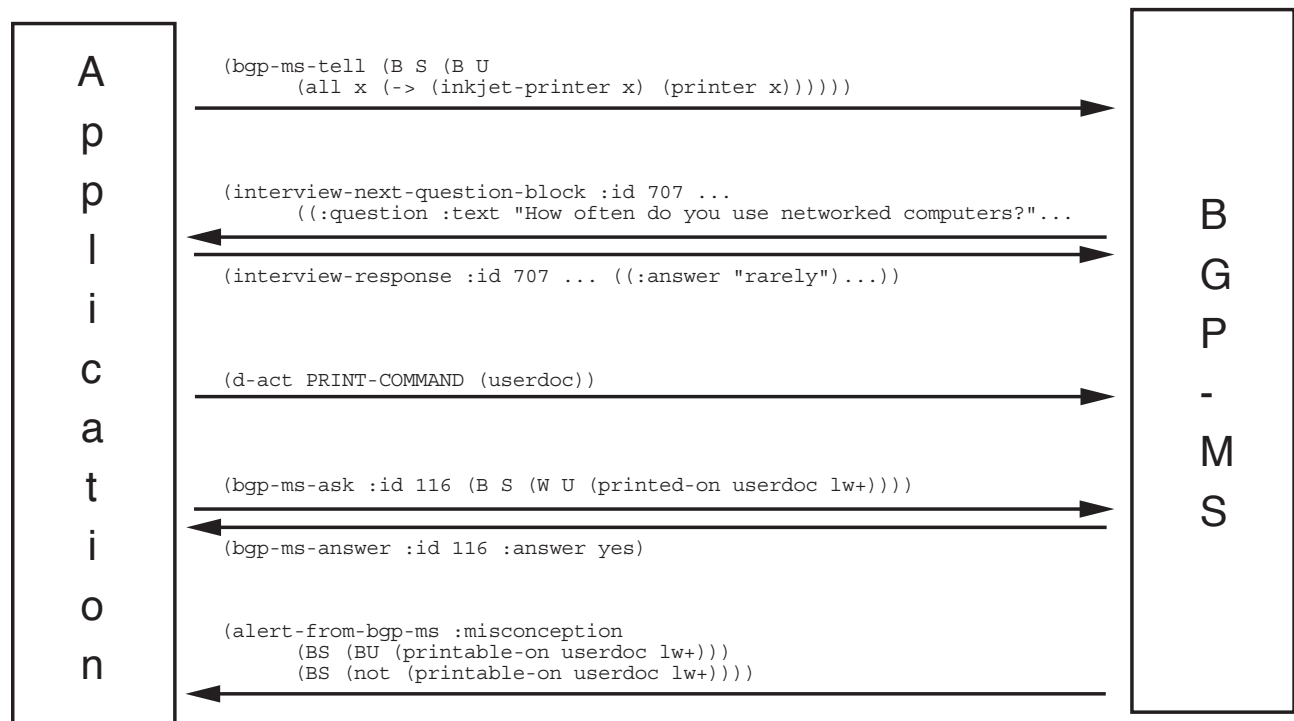 Application
(bgp-ms-tell (B S (B U
(all x (-> (inkjet-printer x) (printer x))))))
(interview-next-question-block :id 707 ...
((:question :text "How often do you use networked computers?"...
(interview-response :id 707 ... ((:answer "rarely")...))
(d-act PRINT-COMMAND (userdoc))
(bgp-ms-ask :id 116 (B S (W U (printed-on userdoc lw+))))
(bgp-ms-answer :id 116 :answer yes)
(alert-from-bgp-ms :misconception
(BS (BU (printable-on userdoc lw+)))
(BS (not (printable-on userdoc lw+))))
BGP-MS